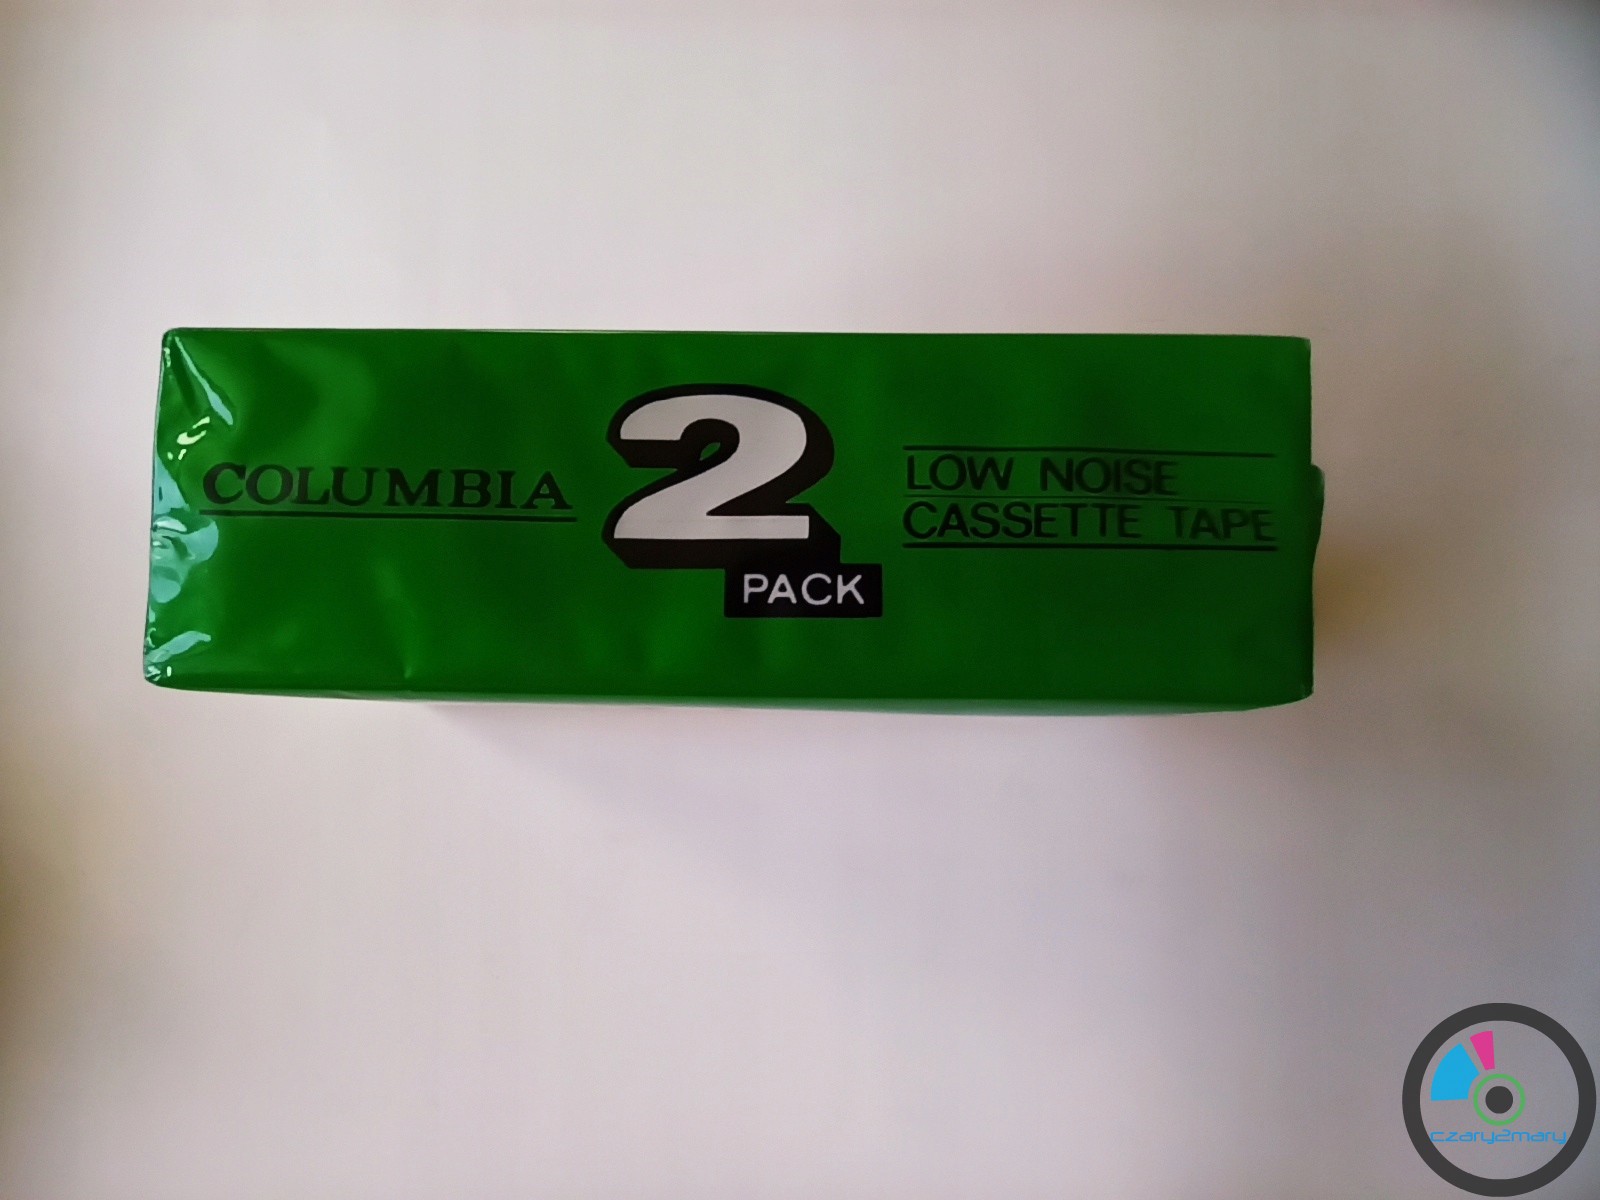 COLUMBIA
2
PACK
LOW NOISE
CASSETTE TAPE
czary2mary